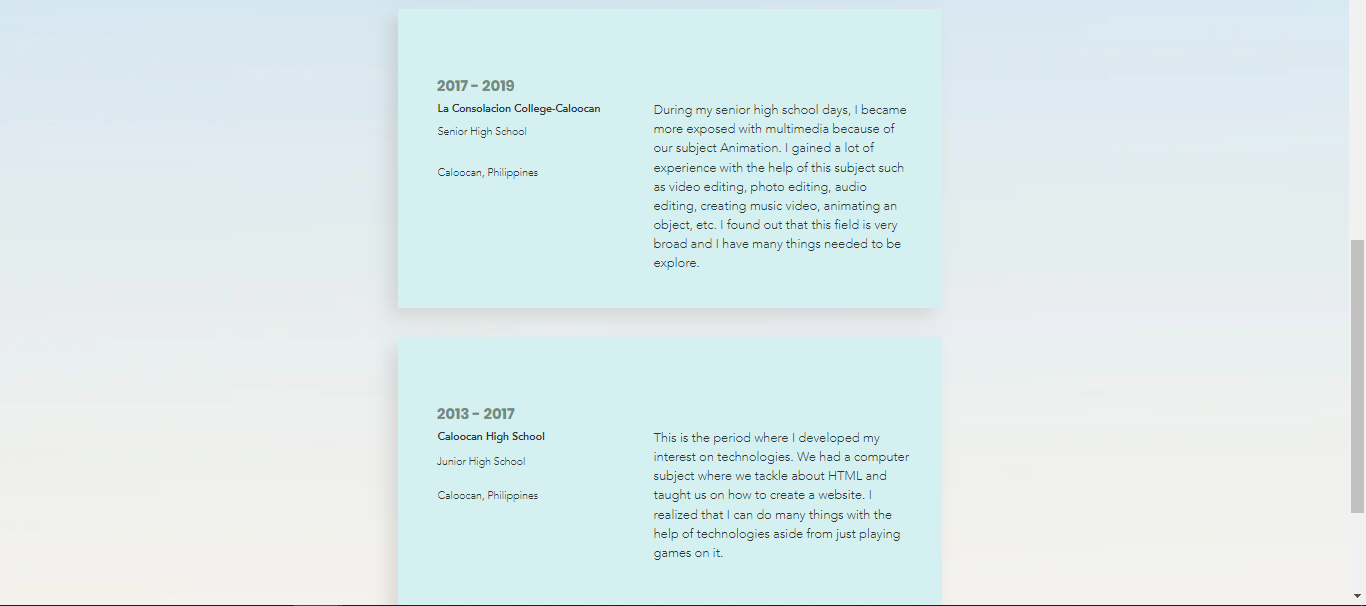 2017 - 2019
La Consolacion College-Caloocan
Senior High School
Caloocan, Philippines
During my senior high school days, I became
more exposed with multimedia because of
our subject Animation. I gained a lot of
experience with the help of this subject such
as video editing, photo editing, audio
editing, creating music video, animating an
object, etc. I found out that this field is very
broad and I have many things needed to be
explore.
2013 - 2017
Caloocan High School
Junior High School
Caloocan, Philippines
This is the period where I developed my
interest on technologies. We had a computer
subject where we tackle about HTML and
taught us on how to create a website. I
realized that I can do many things with the
help of technologies aside from just playing
games on it.